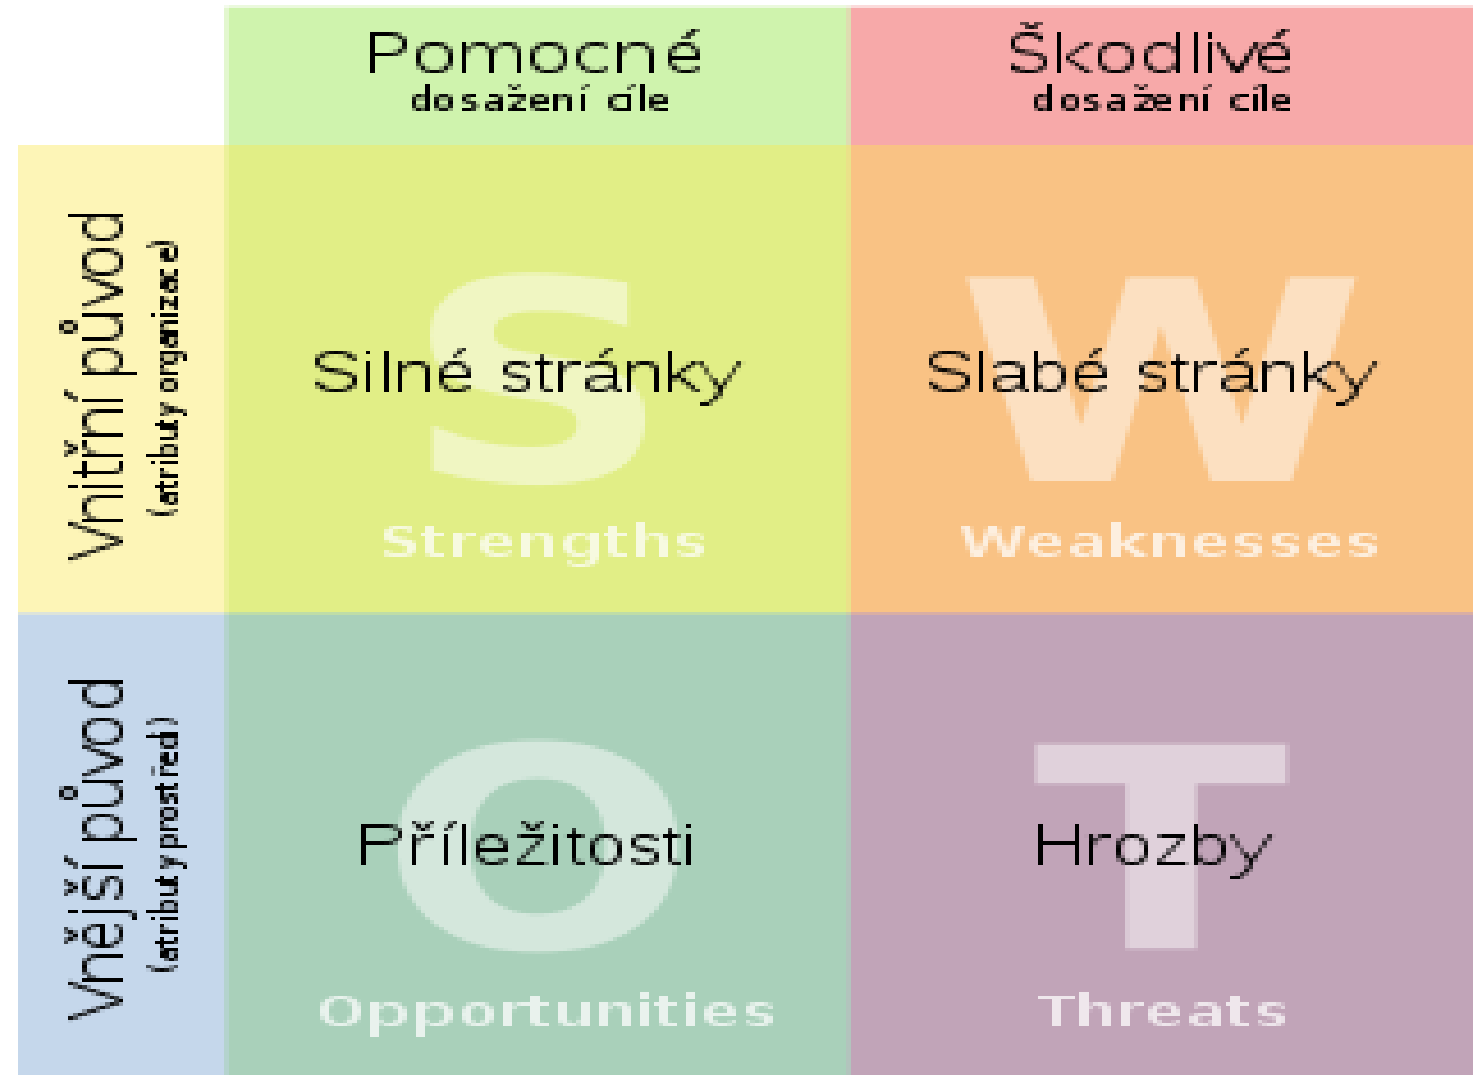 Pomocné
dosažení cíle
Škodlivé
dosažení cíle
Vnitřní původ
(atributy organizace)
S
Silné stránky
Strengths
W
Slabé stránky
Weaknesses
Vnější původ
(atributy prostředí)
O
Příležitosti
Opportunities
T
Hrozby
Threats